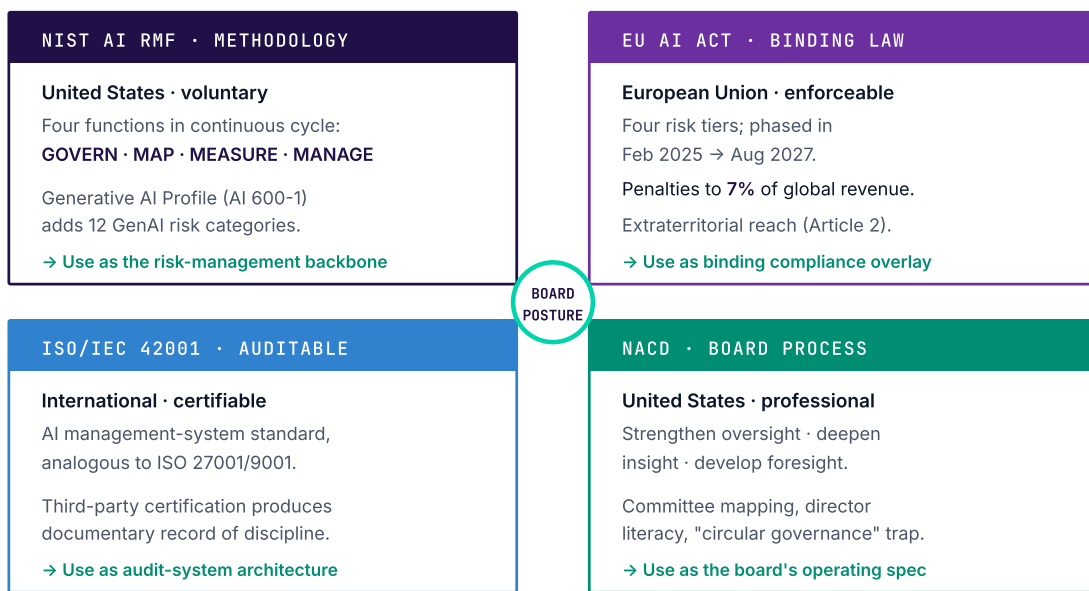 NIST AI RMF · METHODOLOGY
United States · voluntary
Four functions in continuous cycle:
GOVERN · MAP · MEASURE · MANAGE
Generative AI Profile (AI 600-1)
adds 12 GenAI risk categories.
→ Use as the risk-management backbone
EU AI ACT · BINDING LAW
European Union · enforceable
Four risk tiers; phased in
Feb 2025 → Aug 2027.
Penalties to 7% of global revenue.
Extraterritorial reach (Article 2).
→ Use as binding compliance overlay
BOARD
POSTURE
ISO/IEC 42001 · AUDITABLE
International · certifiable
AI management-system standard,
analogous to ISO 27001/9001.
Third-party certification produces
documentary record of discipline.
→ Use as audit-system architecture
NACD · BOARD PROCESS
United States · professional
Strengthen oversight · deepen
insight · develop foresight.
Committee mapping, director
literacy, "circular governance" trap.
→ Use as the board's operating spec